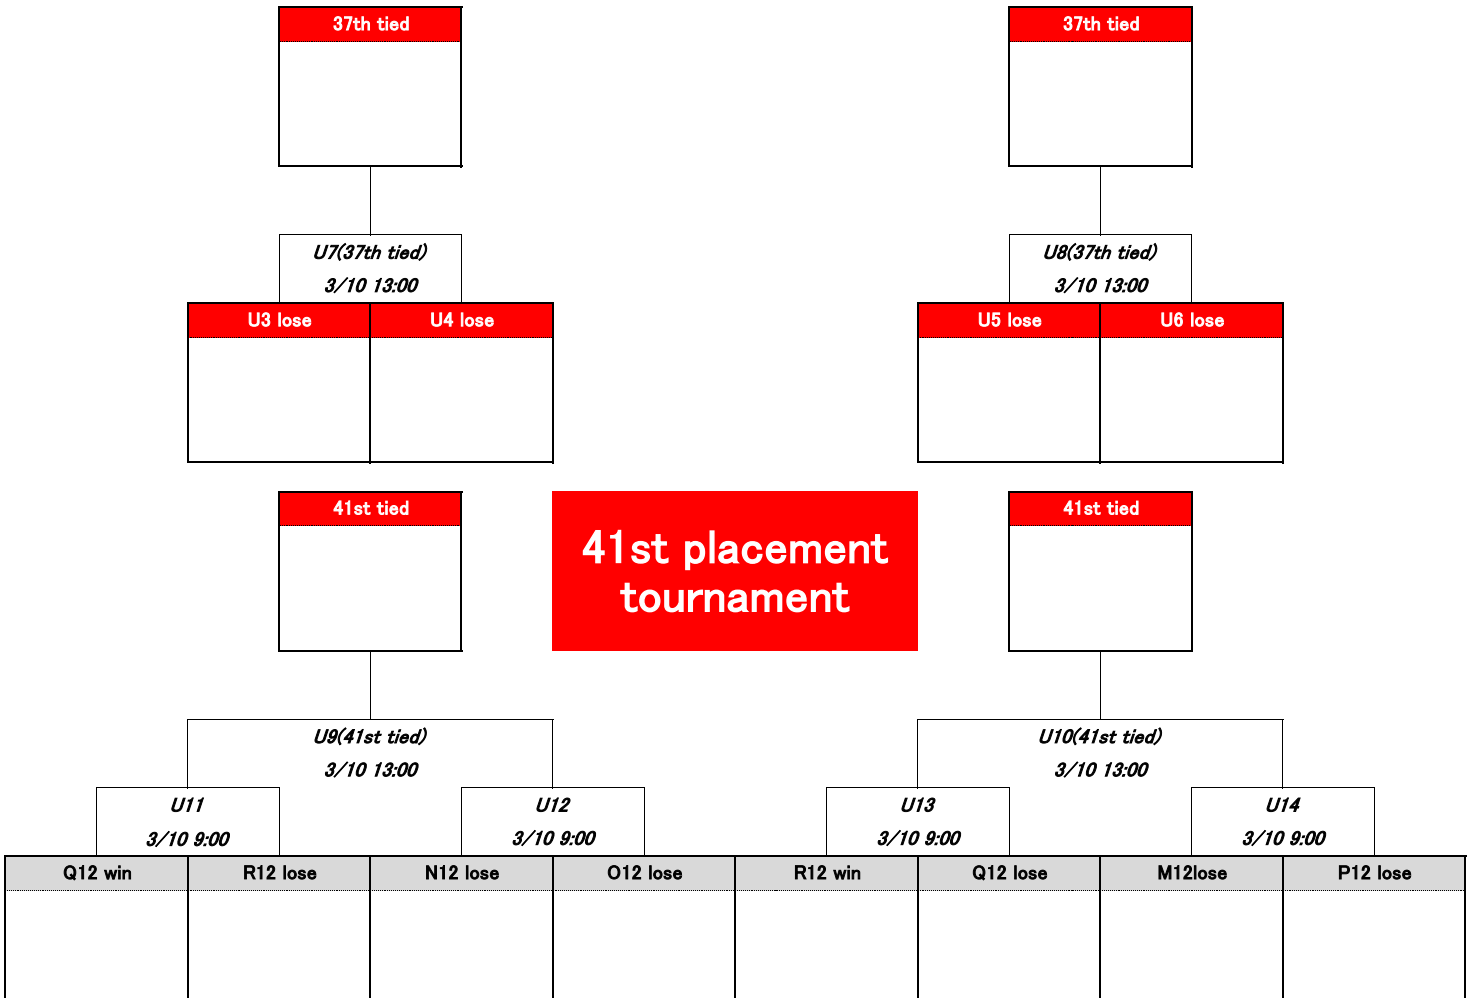 37th tied
37th tied
U7(37th tied)
3/10 13:00
U8(37th tied)
3/10 13:00
U3 lose
U4 lose
U5 lose
U6 lose
41st tied
41st placement
tournament
41st tied
U9(41st tied)
3/10 13:00
U10(41st tied)
3/10 13:00
U11
3/10 9:00
U12
3/10 9:00
U13
3/10 9:00
U14
3/10 9:00
Q12 win
R12 lose
N12 lose
O12 lose
R12 win
Q12 lose
M12lose
P12 lose